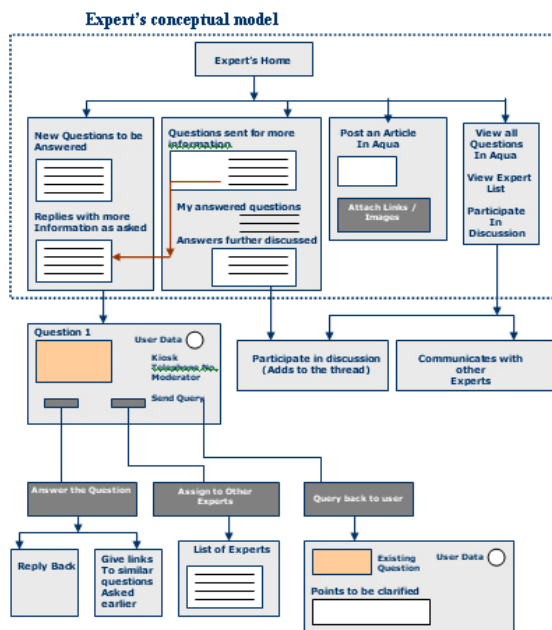 Expert's conceptual model
Expert's Home
New Questions to be
Answered
Replies with more
Information as asked
Questions sent for more
information
My answered questions
Answers further discussed
Post an Article
In Aqua
Attach Links /
Images
View all
Questions
In Aqua
View Expert
List
Participate
In
Discussion
Question 1
User Data
Kiosk
Telephone No.
Moderator
Send Query
Participate in discussion
(Adds to the thread)
Communicates with
other
Experts
Answer the Question
Assign to Other
Experts
Query back to user
Reply Back
Give links
To similar
questions
Asked
earlier
List of Experts
Existing
Question
User Data
Points to be clarified